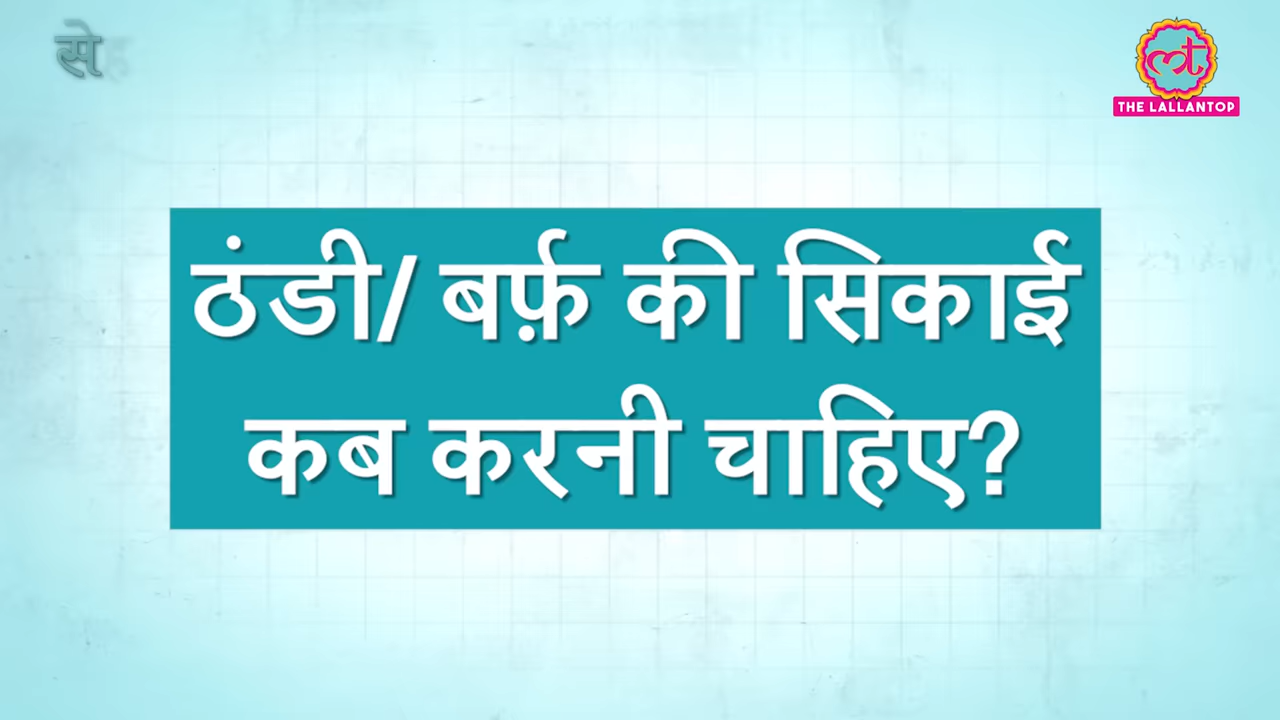 से
THE LALLANTOP
ठंडी/ बर्फ़ की सिकाई
कब करनी चाहिए?